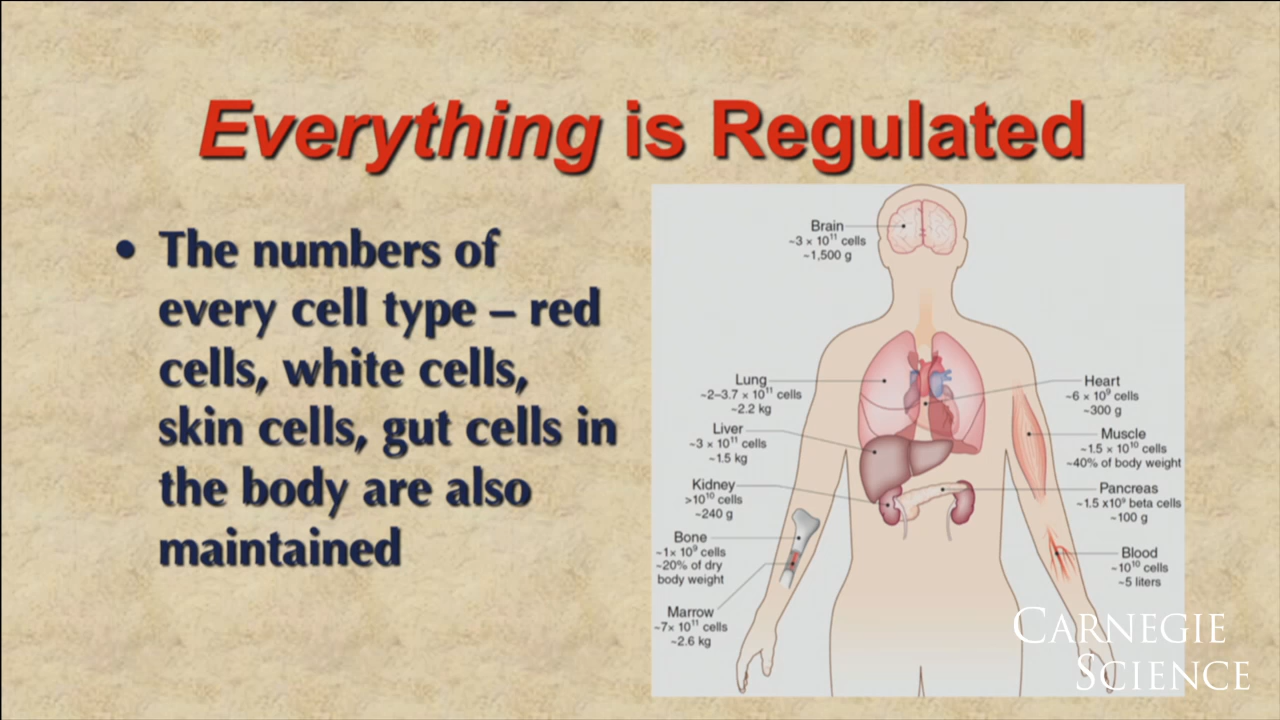 Everything is Regulated
• The numbers of
every cell type – red
cells, white cells,
skin cells, gut cells in
the body are also
maintained
Brain
~3 × 10¹¹ cells
~1,500 g
Lung
~2–3.7 × 10¹¹ cells
~2.2 kg
Liver
~3 × 10¹¹ cells
~1.5 kg
Kidney
>10¹⁰ cells
~240 g
Bone
~1× 10⁹ cells
~20% of dry
body weight
Marrow
~7× 10¹¹ cells
~2.6 kg
Heart
~6 × 10⁹ cells
~300 g
Muscle
~1.5 × 10¹⁰ cells
~40% of body weight
Pancreas
~1.5 x10⁹ beta cells
~100 g
Blood
~10¹⁰ cells
~5 liters
CARNEGIE
SCIENCE